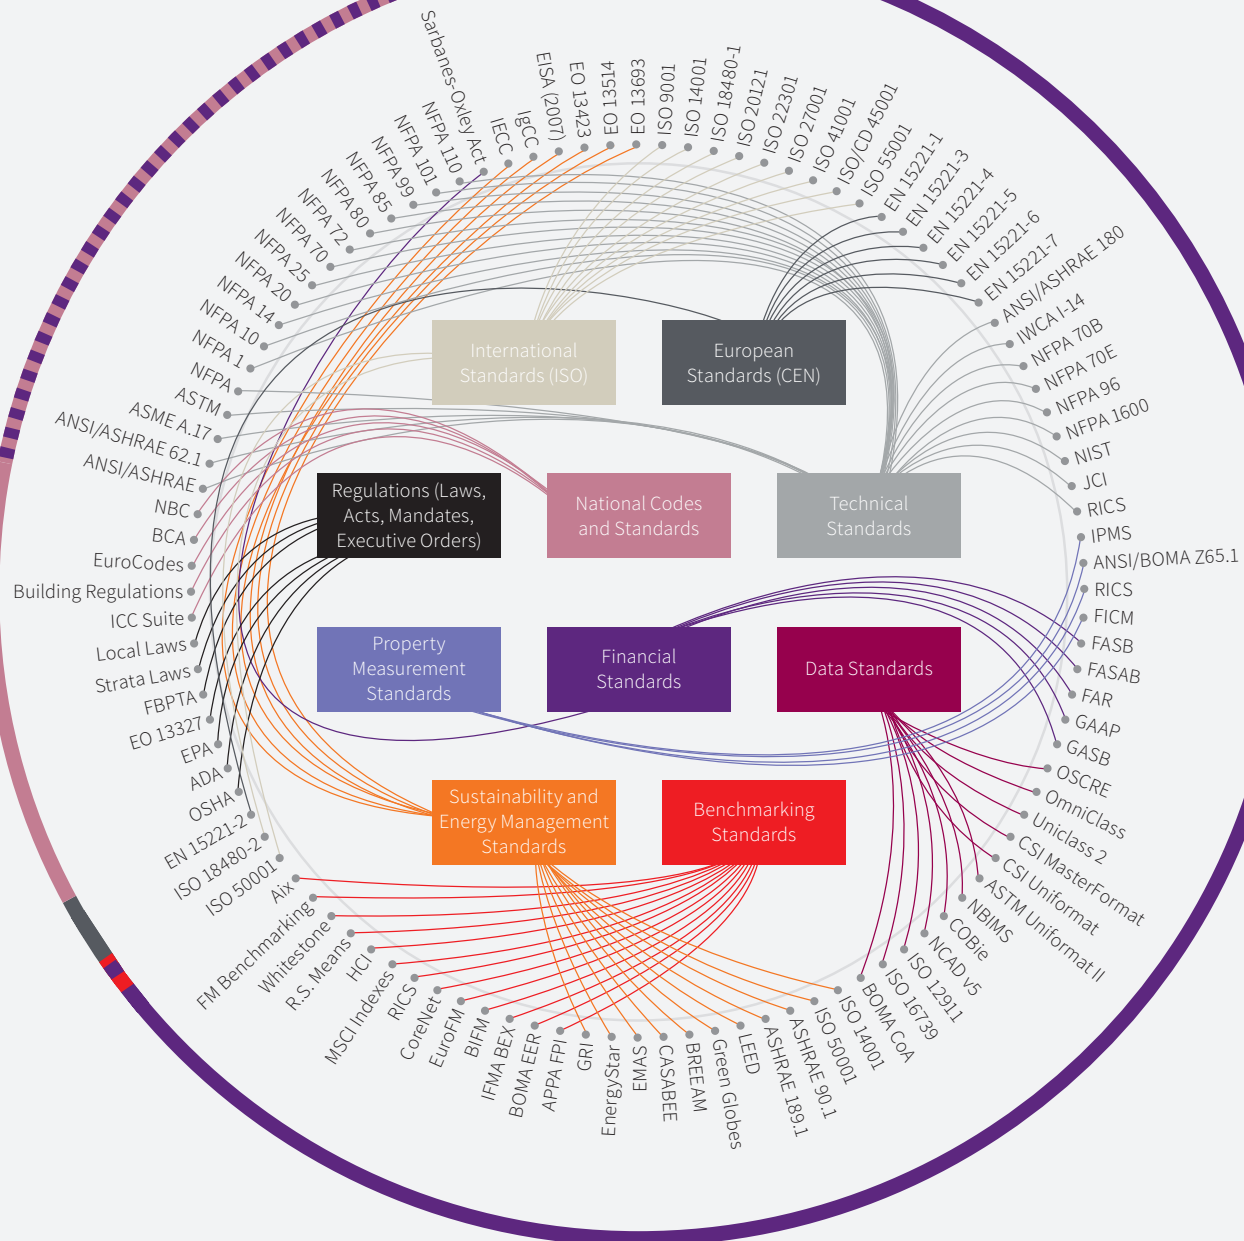 Sarbanes-Oxley Act
IECC
IgCC
EISA (2007)
EO 13423
EO 13514
EO 13693
ISO 9001
ISO 14001
ISO 18480-1
ISO 20121
ISO 22301
ISO 27001
ISO 41001
ISO/CD 45001
ISO 55001
EN 15221-1
EN 15221-3
EN 15221-4
EN 15221-5
EN 15221-6
EN 15221-7
ANSI/ASHRAE 180
IWCA I-14
NFPA 70B
NFPA 70E
NFPA 96
NFPA 1600
NIST
JCI
RICS
IPMS
ANSI/BOMA Z65.1
RICS
FICM
FASB
FASAB
FAR
GAAP
GASB
OSCRE
OmniClass
Uniclass 2
CSI MasterFormat
CSI Uniformat
ASTM Uniformat II
NBIMS
COBie
NCAD v5
ISO 12911
ISO 16739
BOMA CoA
ISO 14001
ISO 50001
ASHRAE 90.1
ASHRAE 189.1
LEED
Green Globes
BREEAM
CASABEE
EMAS
EnergyStar
GRI
APPA FPI
BOMA EER
IFMA BEX
BIFM
EuroFM
CoreNet
RICS
MSCI Indexes
HCI
R.S. Means
Whitestone
FM Benchmarking
Aix
ISO 50001
ISO 18480-2
EN 15221-2
OSHA
ADA
EPA
EO 13327
FBPTA
Strata Laws
Local Laws
ICC Suite
Building Regulations
EuroCodes
BCA
NBC
ANSI/ASHRAE
ANSI/ASHRAE 62.1
ASME A.17
ASTM
NFPA
NFPA 1
NFPA 10
NFPA 14
NFPA 20
NFPA 25
NFPA 70
NFPA 72
NFPA 80
NFPA 85
NFPA 99
NFPA 101
NFPA 110
International
Standards (ISO)
European
Standards (CEN)
Regulations (Laws,
Acts, Mandates,
Executive Orders)
National Codes
and Standards
Technical
Standards
Property
Measurement
Standards
Financial
Standards
Data Standards
Sustainability and
Energy Management
Standards
Benchmarking
Standards